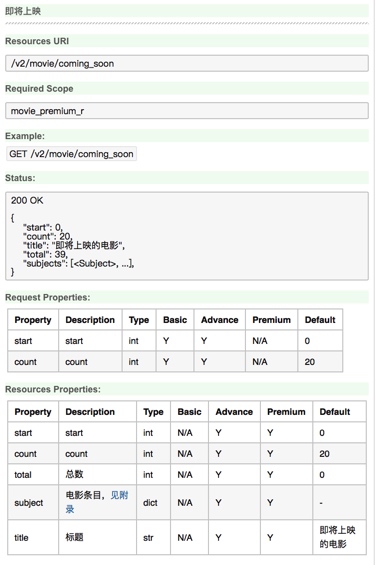 即将上映
Resources URI
/v2/movie/coming_soon
Required Scope
movie_premium_r
Example:
GET /v2/movie/coming_soon
Status:
200 OK
{
"start": 0,
"count": 20,
"title": "即将上映的电影",
"total": 39,
"subjects": [<Subject>, ...],
}
Request Properties:
Property Description Type Basic Advance Premium Default
start start int Y Y N/A 0
count count int Y Y N/A 20
Resources Properties:
Property Description Type Basic Advance Premium Default
start start int N/A Y Y 0
count count int N/A Y Y 20
total 总数 int N/A Y Y 0
subject 电影条目，见附录 dict N/A Y Y -
title 标题 str N/A Y Y 即将上映的电影